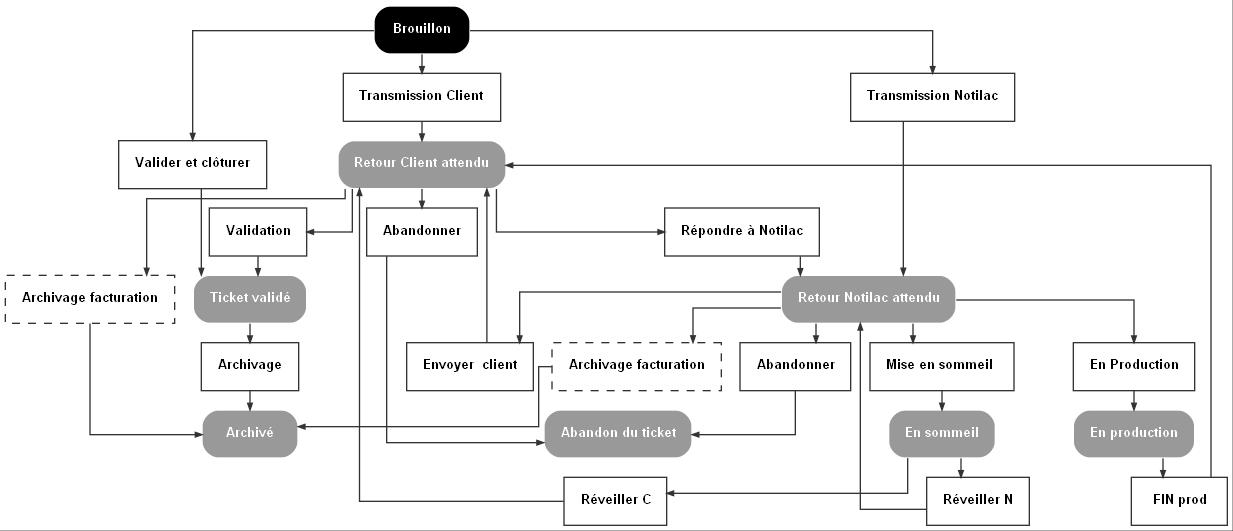 Brouillon
Transmission Client
Transmission Notilac
Valider et clôturer
Retour Client attendu
Validation
Abandonner
Répondre à Notilac
Archivage facturation
Ticket validé
Retour Notilac attendu
Archivage
Envoyer client
Archivage facturation
Abandonner
Mise en sommeil
En Production
Archivé
Abandon du ticket
En sommeil
En production
Réveiller C
Réveiller N
FIN prod